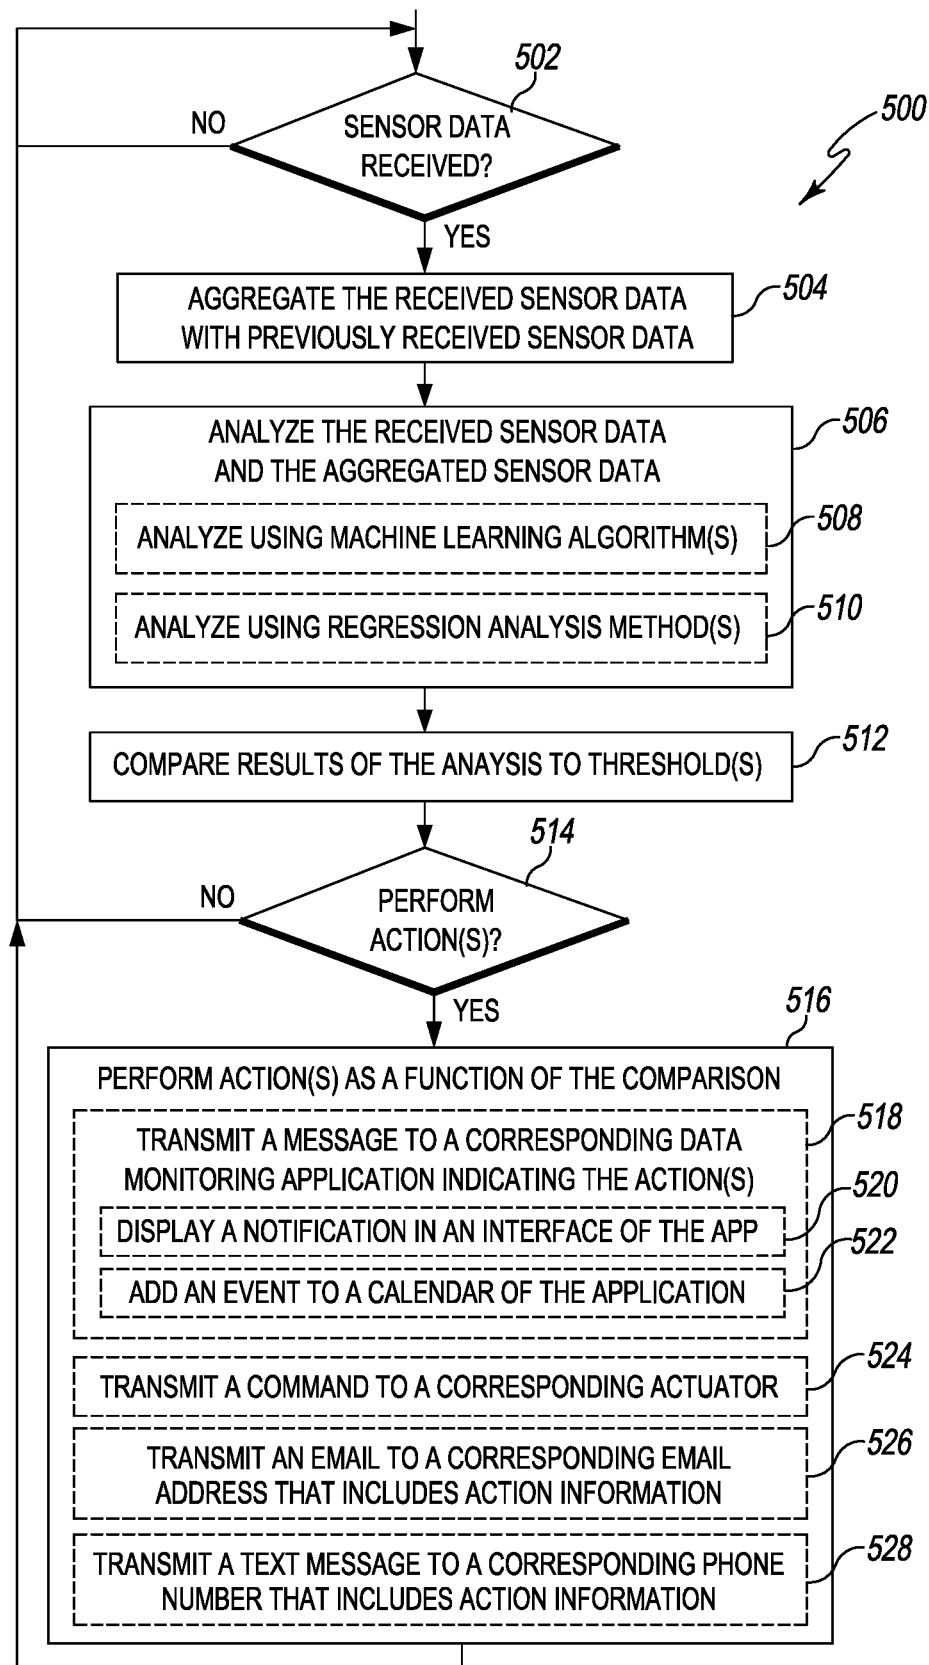 502
500
NO
SENSOR DATA
RECEIVED?
YES
504
AGGREGATE THE RECEIVED SENSOR DATA
WITH PREVIOUSLY RECEIVED SENSOR DATA
506
ANALYZE THE RECEIVED SENSOR DATA
AND THE AGGREGATED SENSOR DATA
508
ANALYZE USING MACHINE LEARNING ALGORITHM(S)
510
ANALYZE USING REGRESSION ANALYSIS METHOD(S)
512
COMPARE RESULTS OF THE ANAYSIS TO THRESHOLD(S)
514
NO
PERFORM
ACTION(S)?
YES
516
PERFORM ACTION(S) AS A FUNCTION OF THE COMPARISON
518
TRANSMIT A MESSAGE TO A CORRESPONDING DATA
MONITORING APPLICATION INDICATING THE ACTION(S)
520
DISPLAY A NOTIFICATION IN AN INTERFACE OF THE APP
522
ADD AN EVENT TO A CALENDAR OF THE APPLICATION
524
TRANSMIT A COMMAND TO A CORRESPONDING ACTUATOR
526
TRANSMIT AN EMAIL TO A CORRESPONDING EMAIL
ADDRESS THAT INCLUDES ACTION INFORMATION
528
TRANSMIT A TEXT MESSAGE TO A CORRESPONDING PHONE
NUMBER THAT INCLUDES ACTION INFORMATION